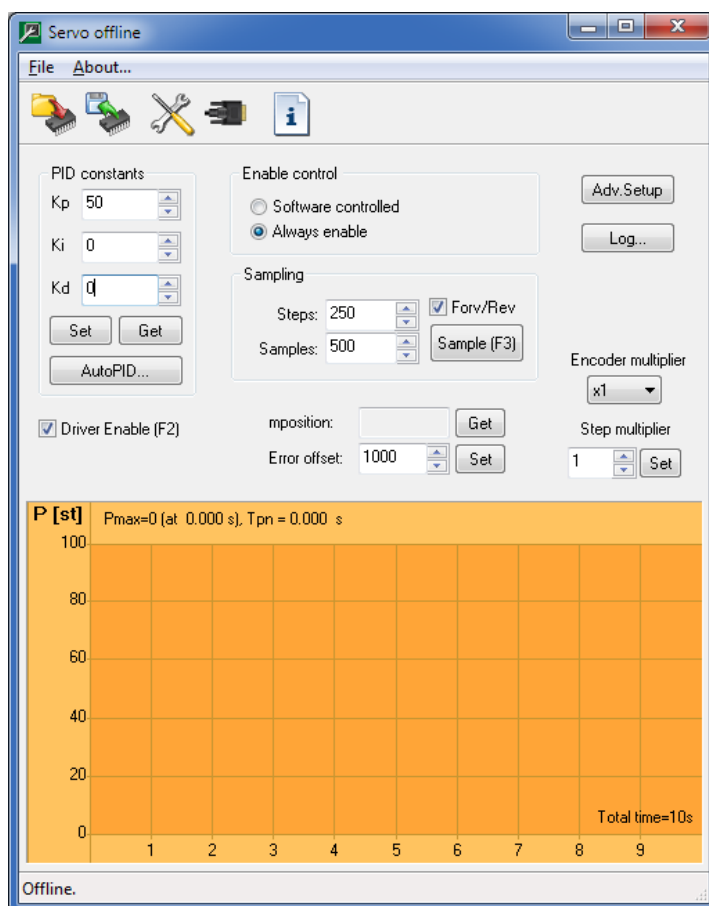 Servo offline
File About...
i
PID constants
Kp 50
Ki 0
Kd 0
Set Get
AutoPID...
Driver Enable (F2)
Enable control
Software controlled
Always enable
Sampling
Steps: 250 Forv/Rev
Samples: 500 Sample (F3)
mposition: Get
Error offset: 1000 Set
Adv.Setup
Log...
Encoder multiplier
x1
Step multiplier
1 Set
P [st] Pmax=0 (at 0.000 s), Tpn = 0.000 s
100
80
60
40
20
0
Total time=10s
1 2 3 4 5 6 7 8 9
Offline.